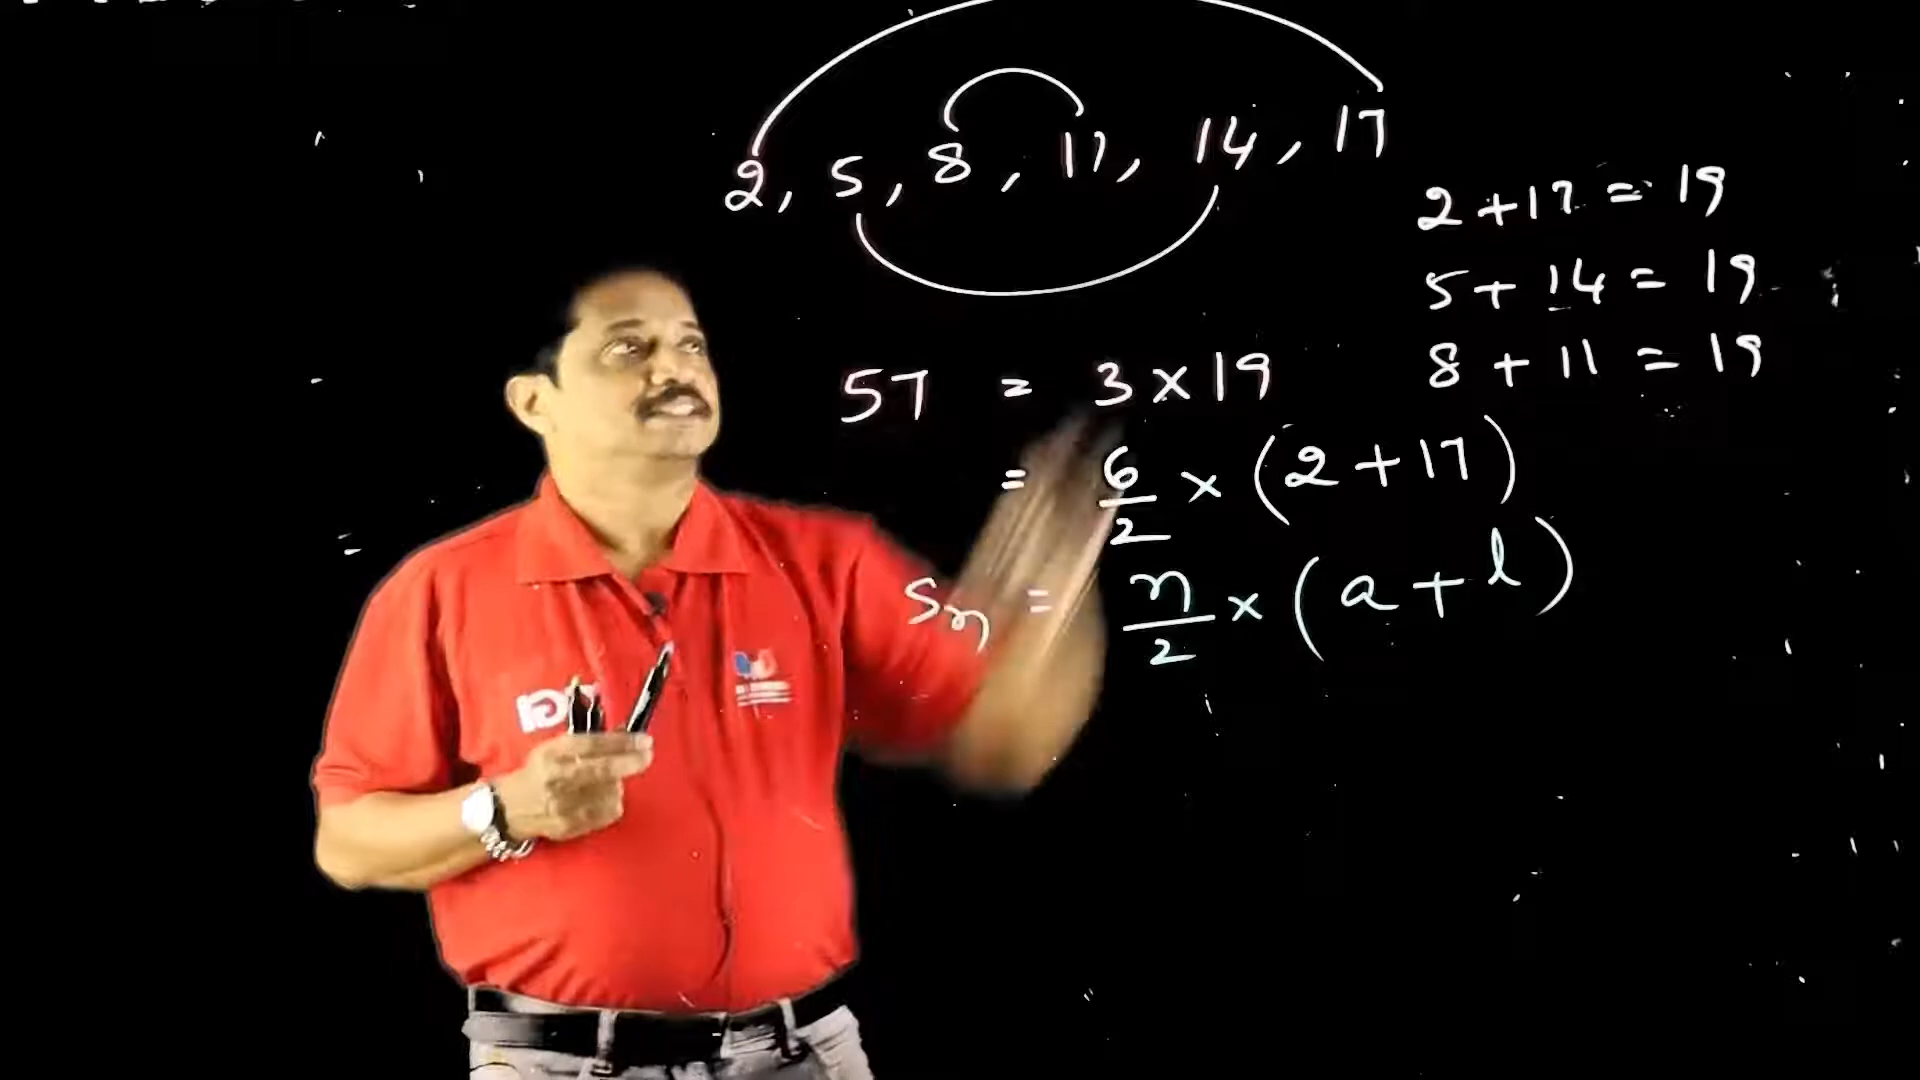 2, 5, 8, 11, 14, 17
2 + 17 = 19
5 + 14 = 19
8 + 11 = 19
57 = 3 × 19
= 6/2 × (2 + 17)
Sn = n/2 × (a + l)